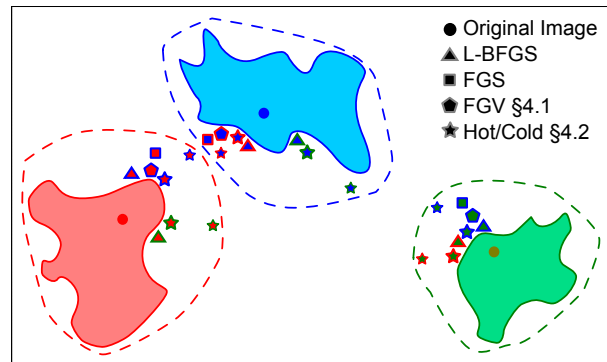 Original Image
L-BFGS
FGS
FGV §4.1
Hot/Cold §4.2